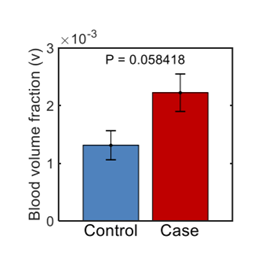 ×10⁻³
P = 0.058418
Blood volume fraction (v)
3
2
1
0
Control Case